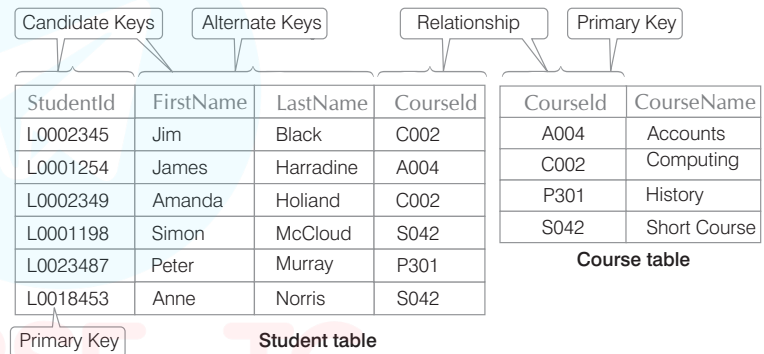 Candidate Keys Alternate Keys Relationship Primary Key
StudentId FirstName LastName CourseId
L0002345 Jim Black C002
L0001254 James Harradine A004
L0002349 Amanda Holiand C002
L0001198 Simon McCloud S042
L0023487 Peter Murray P301
L0018453 Anne Norris S042
Primary Key
Student table
CourseId CourseName
A004 Accounts
C002 Computing
P301 History
S042 Short Course
Course table